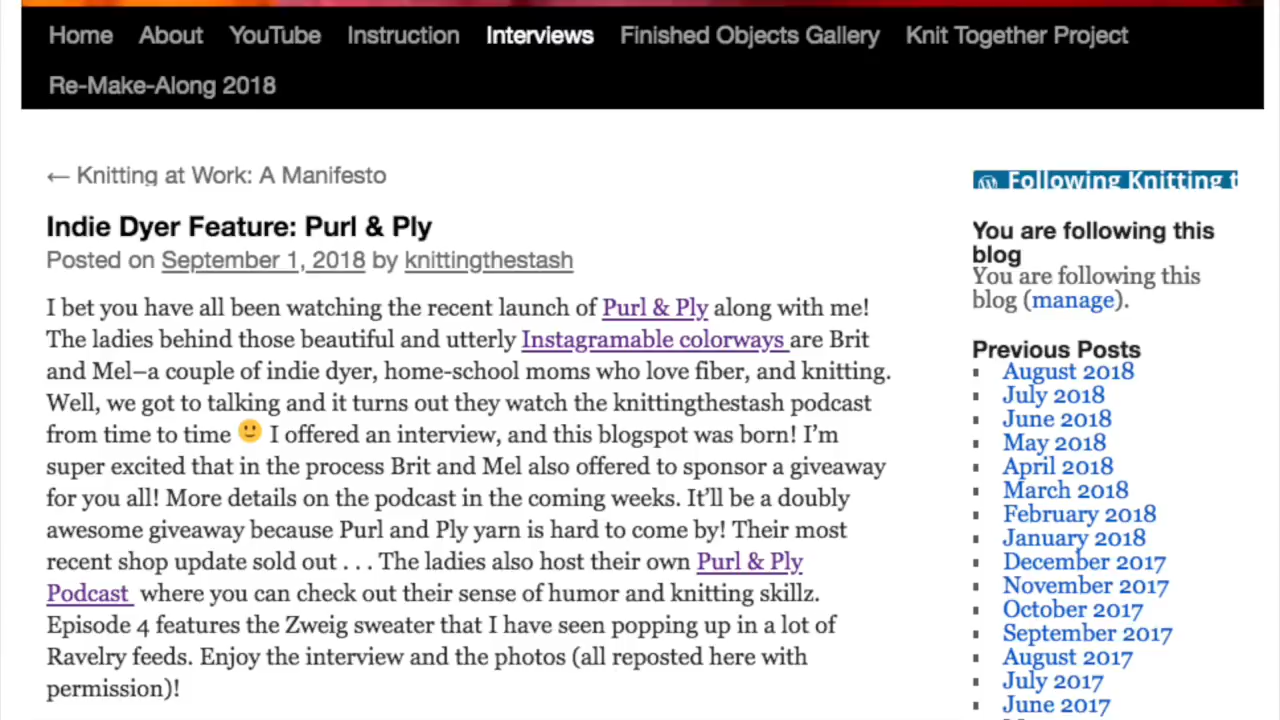 Home About YouTube Instruction Interviews Finished Objects Gallery Knit Together Project
Re-Make-Along 2018
← Knitting at Work: A Manifesto
Indie Dyer Feature: Purl & Ply
Posted on September 1, 2018 by knittingthestash
I bet you have all been watching the recent launch of Purl & Ply along with me!
The ladies behind those beautiful and utterly Instagramable colorways are Brit
and Mel–a couple of indie dyer, home-school moms who love fiber, and knitting.
Well, we got to talking and it turns out they watch the knittingthestash podcast
from time to time 🙂 I offered an interview, and this blogspot was born! I’m
super excited that in the process Brit and Mel also offered to sponsor a giveaway
for you all! More details on the podcast in the coming weeks. It’ll be a doubly
awesome giveaway because Purl and Ply yarn is hard to come by! Their most
recent shop update sold out . . . The ladies also host their own Purl & Ply
Podcast where you can check out their sense of humor and knitting skillz.
Episode 4 features the Zweig sweater that I have seen popping up in a lot of
Ravelry feeds. Enjoy the interview and the photos (all reposted here with
permission)!
Following Knitting t
You are following this
blog
You are following this
blog (manage).
Previous Posts
August 2018
July 2018
June 2018
May 2018
April 2018
March 2018
February 2018
January 2018
December 2017
November 2017
October 2017
September 2017
August 2017
July 2017
June 2017